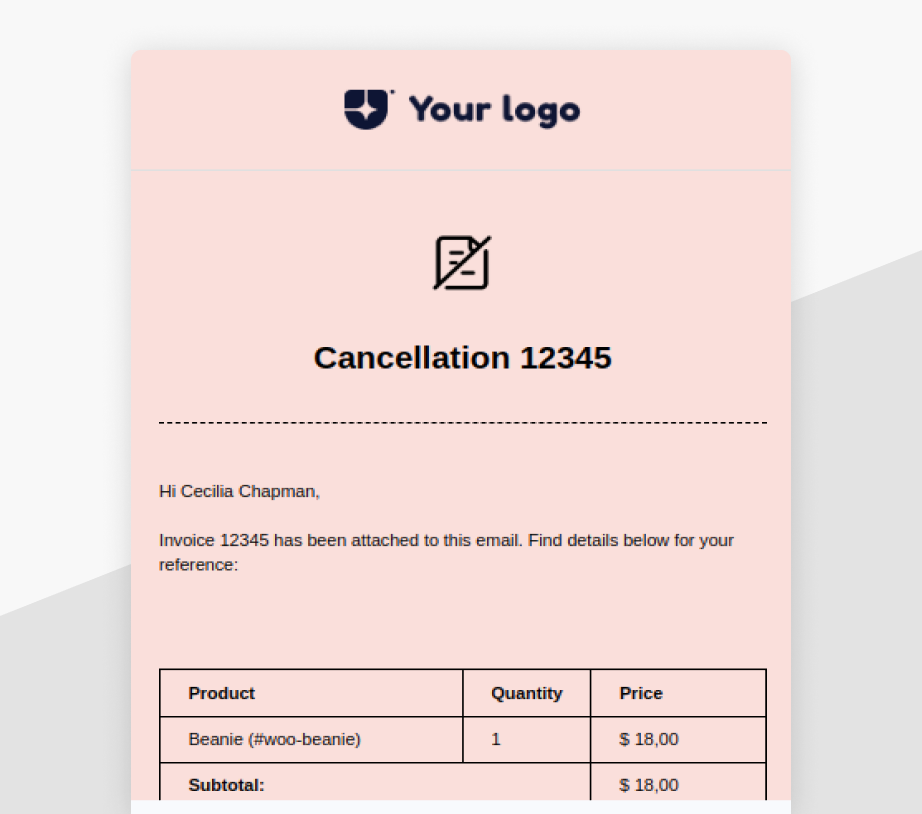 Your logo
Cancellation 12345
Hi Cecilia Chapman,
Invoice 12345 has been attached to this email. Find details below for your
reference:
Product Quantity Price
Beanie (#woo-beanie) 1 $ 18,00
Subtotal: $ 18,00